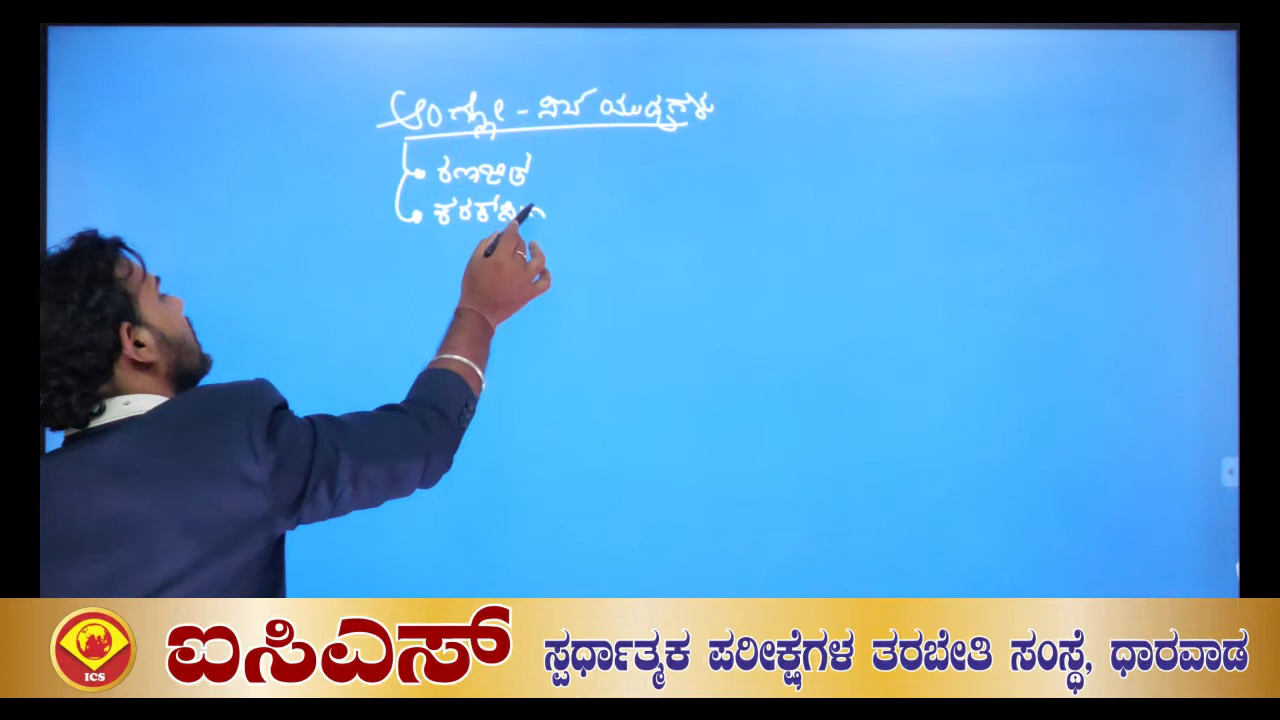 ಆಂಗ್ಲೋ - ಸಿಖ್ ಯುದ್ಧಗಳು
ರಣಜಿತ್
ಐಸಿಎಸ್ ಸ್ಪರ್ಧಾತ್ಮಕ ಪರೀಕ್ಷೆಗಳ ತರಬೇತಿ ಸಂಸ್ಥೆ, ಧಾರವಾಡ
ICS